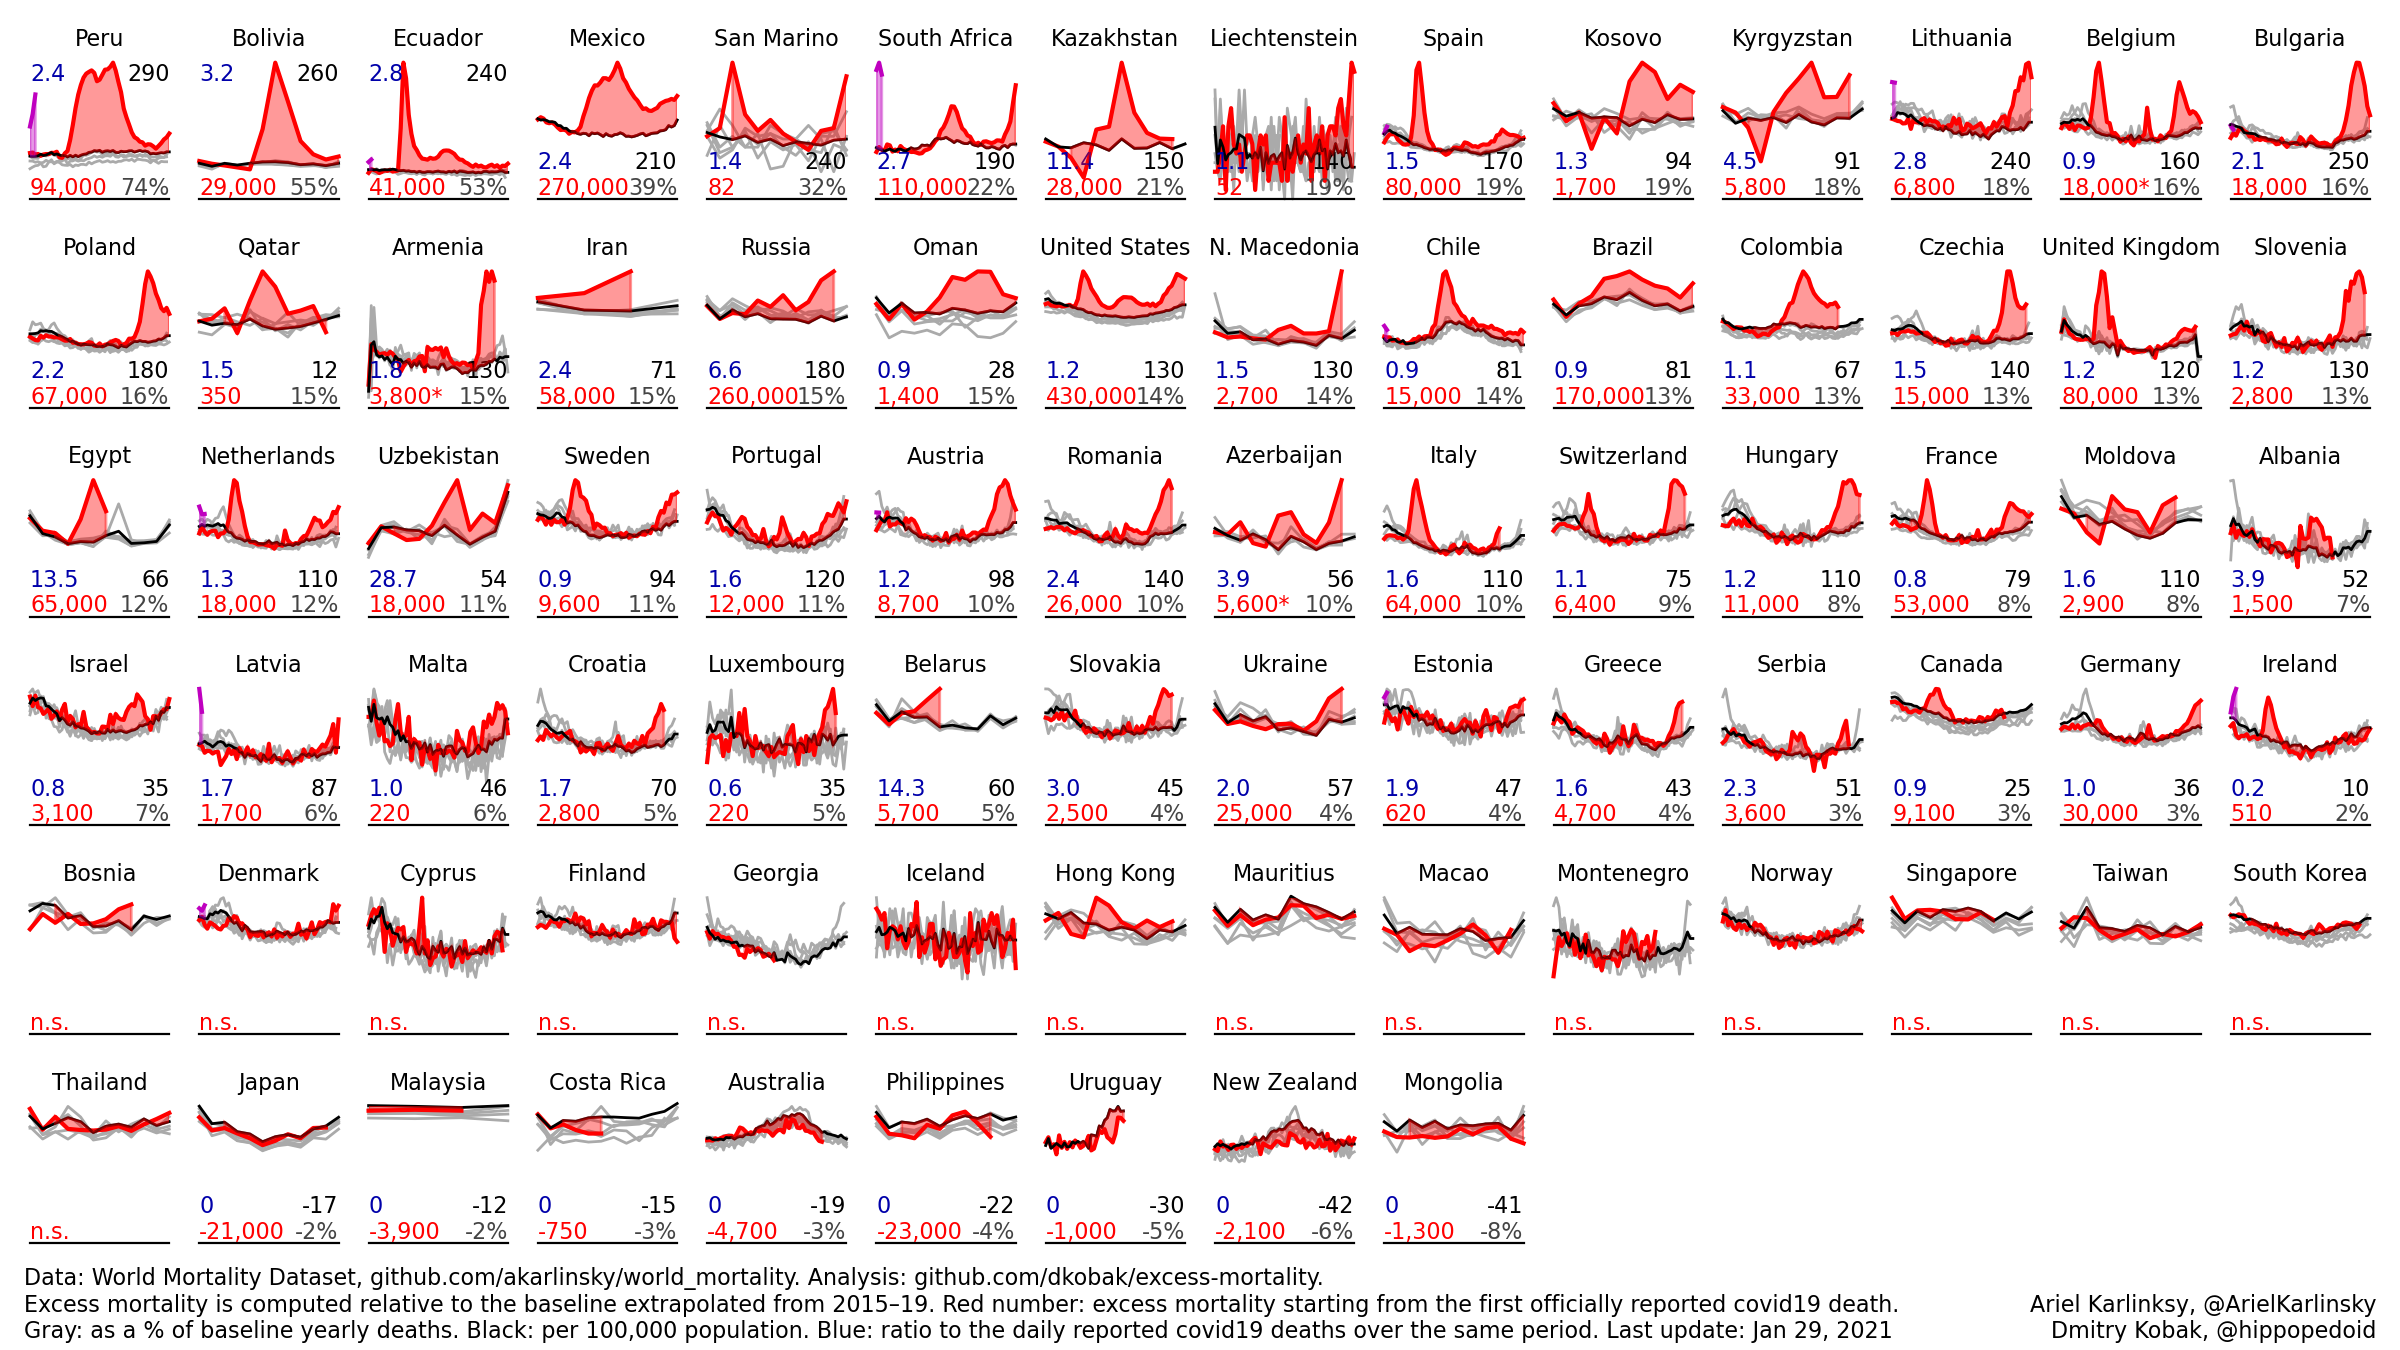 Peru Bolivia Ecuador Mexico San Marino South Africa Kazakhstan Liechtenstein Spain Kosovo Kyrgyzstan Lithuania Belgium Bulgaria
2.4 290 3.2 260 2.8 240
2.4 210 1.4 240 2.7 190 11.4 150 1.1 140 1.5 170 1.3 94 4.5 91 2.8 240 0.9 160 2.1 250
94,000 74% 29,000 55% 41,000 53% 270,000 39% 82 32% 110,000 22% 28,000 21% 52 19% 80,000 19% 1,700 19% 5,800 18% 6,800 18% 18,000* 16% 18,000 16%
Poland Qatar Armenia Iran Russia Oman United States N. Macedonia Chile Brazil Colombia Czechia United Kingdom Slovenia
2.2 180 1.5 12 1.8 130 2.4 71 6.6 180 0.9 28 1.2 130 1.5 130 0.9 81 0.9 81 1.1 67 1.5 140 1.2 120 1.2 130
67,000 16% 350 15% 3,800* 15% 58,000 15% 260,000 15% 1,400 15% 430,000 14% 2,700 14% 15,000 14% 170,000 13% 33,000 13% 15,000 13% 80,000 13% 2,800 13%
Egypt Netherlands Uzbekistan Sweden Portugal Austria Romania Azerbaijan Italy Switzerland Hungary France Moldova Albania
13.5 66 1.3 110 28.7 54 0.9 94 1.6 120 1.2 98 2.4 140 3.9 56 1.6 110 1.1 75 1.2 110 0.8 79 1.6 110 3.9 52
65,000 12% 18,000 12% 18,000 11% 9,600 11% 12,000 11% 8,700 10% 26,000 10% 5,600* 10% 64,000 10% 6,400 9% 11,000 8% 53,000 8% 2,900 8% 1,500 7%
Israel Latvia Malta Croatia Luxembourg Belarus Slovakia Ukraine Estonia Greece Serbia Canada Germany Ireland
0.8 35 1.7 87 1.0 46 1.7 70 0.6 35 14.3 60 3.0 45 2.0 57 1.9 47 1.6 43 2.3 51 0.9 25 1.0 36 0.2 10
3,100 7% 1,700 6% 220 6% 2,800 5% 220 5% 5,700 5% 2,500 4% 25,000 4% 620 4% 4,700 4% 3,600 3% 9,100 3% 30,000 3% 510 2%
Bosnia Denmark Cyprus Finland Georgia Iceland Hong Kong Mauritius Macao Montenegro Norway Singapore Taiwan South Korea
n.s. n.s. n.s. n.s. n.s. n.s. n.s. n.s. n.s. n.s. n.s. n.s. n.s. n.s.
Thailand Japan Malaysia Costa Rica Australia Philippines Uruguay New Zealand Mongolia
0 -17 0 -12 0 -15 0 -19 0 -22 0 -30 0 -42 0 -41
n.s. -21,000 -2% -3,900 -2% -750 -3% -4,700 -3% -23,000 -4% -1,000 -5% -2,100 -6% -1,300 -8%
Data: World Mortality Dataset, github.com/akarlinsky/world_mortality. Analysis: github.com/dkobak/excess-mortality.
Excess mortality is computed relative to the baseline extrapolated from 2015–19. Red number: excess mortality starting from the first officially reported covid19 death.
Gray: as a % of baseline yearly deaths. Black: per 100,000 population. Blue: ratio to the daily reported covid19 deaths over the same period. Last update: Jan 29, 2021
Ariel Karlinksy, @ArielKarlinsky
Dmitry Kobak, @hippopedoid